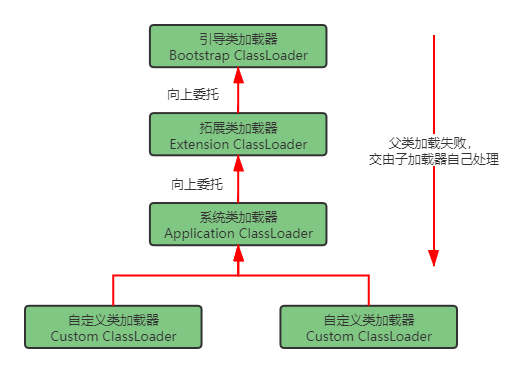 引导类加载器
Bootstrap ClassLoader
向上委托
拓展类加载器
Extension ClassLoader
父类加载失败，
交由子加载器自己处理
向上委托
系统类加载器
Application ClassLoader
自定义类加载器
Custom ClassLoader
自定义类加载器
Custom ClassLoader